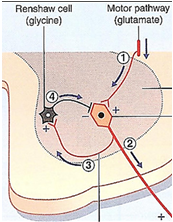 Renshaw cell
(glycine)
Motor pathway
(glutamate)
1
+
4
+
2
3
+